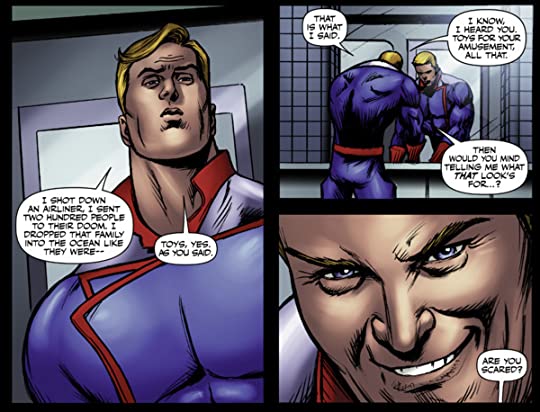 I SHOT DOWN
AN AIRLINER, I SENT
TWO HUNDRED PEOPLE
TO THEIR DOOM. I
DROPPED THAT FAMILY
INTO THE OCEAN LIKE
THEY WERE--
TOYS, YES.
AS YOU SAID.
THAT
IS WHAT
I SAID.
I KNOW,
I HEARD YOU.
TOYS FOR YOUR
AMUSEMENT,
ALL THAT.
THEN
WOULD YOU MIND
TELLING ME WHAT
THAT LOOK'S
FOR...?
ARE YOU
SCARED?